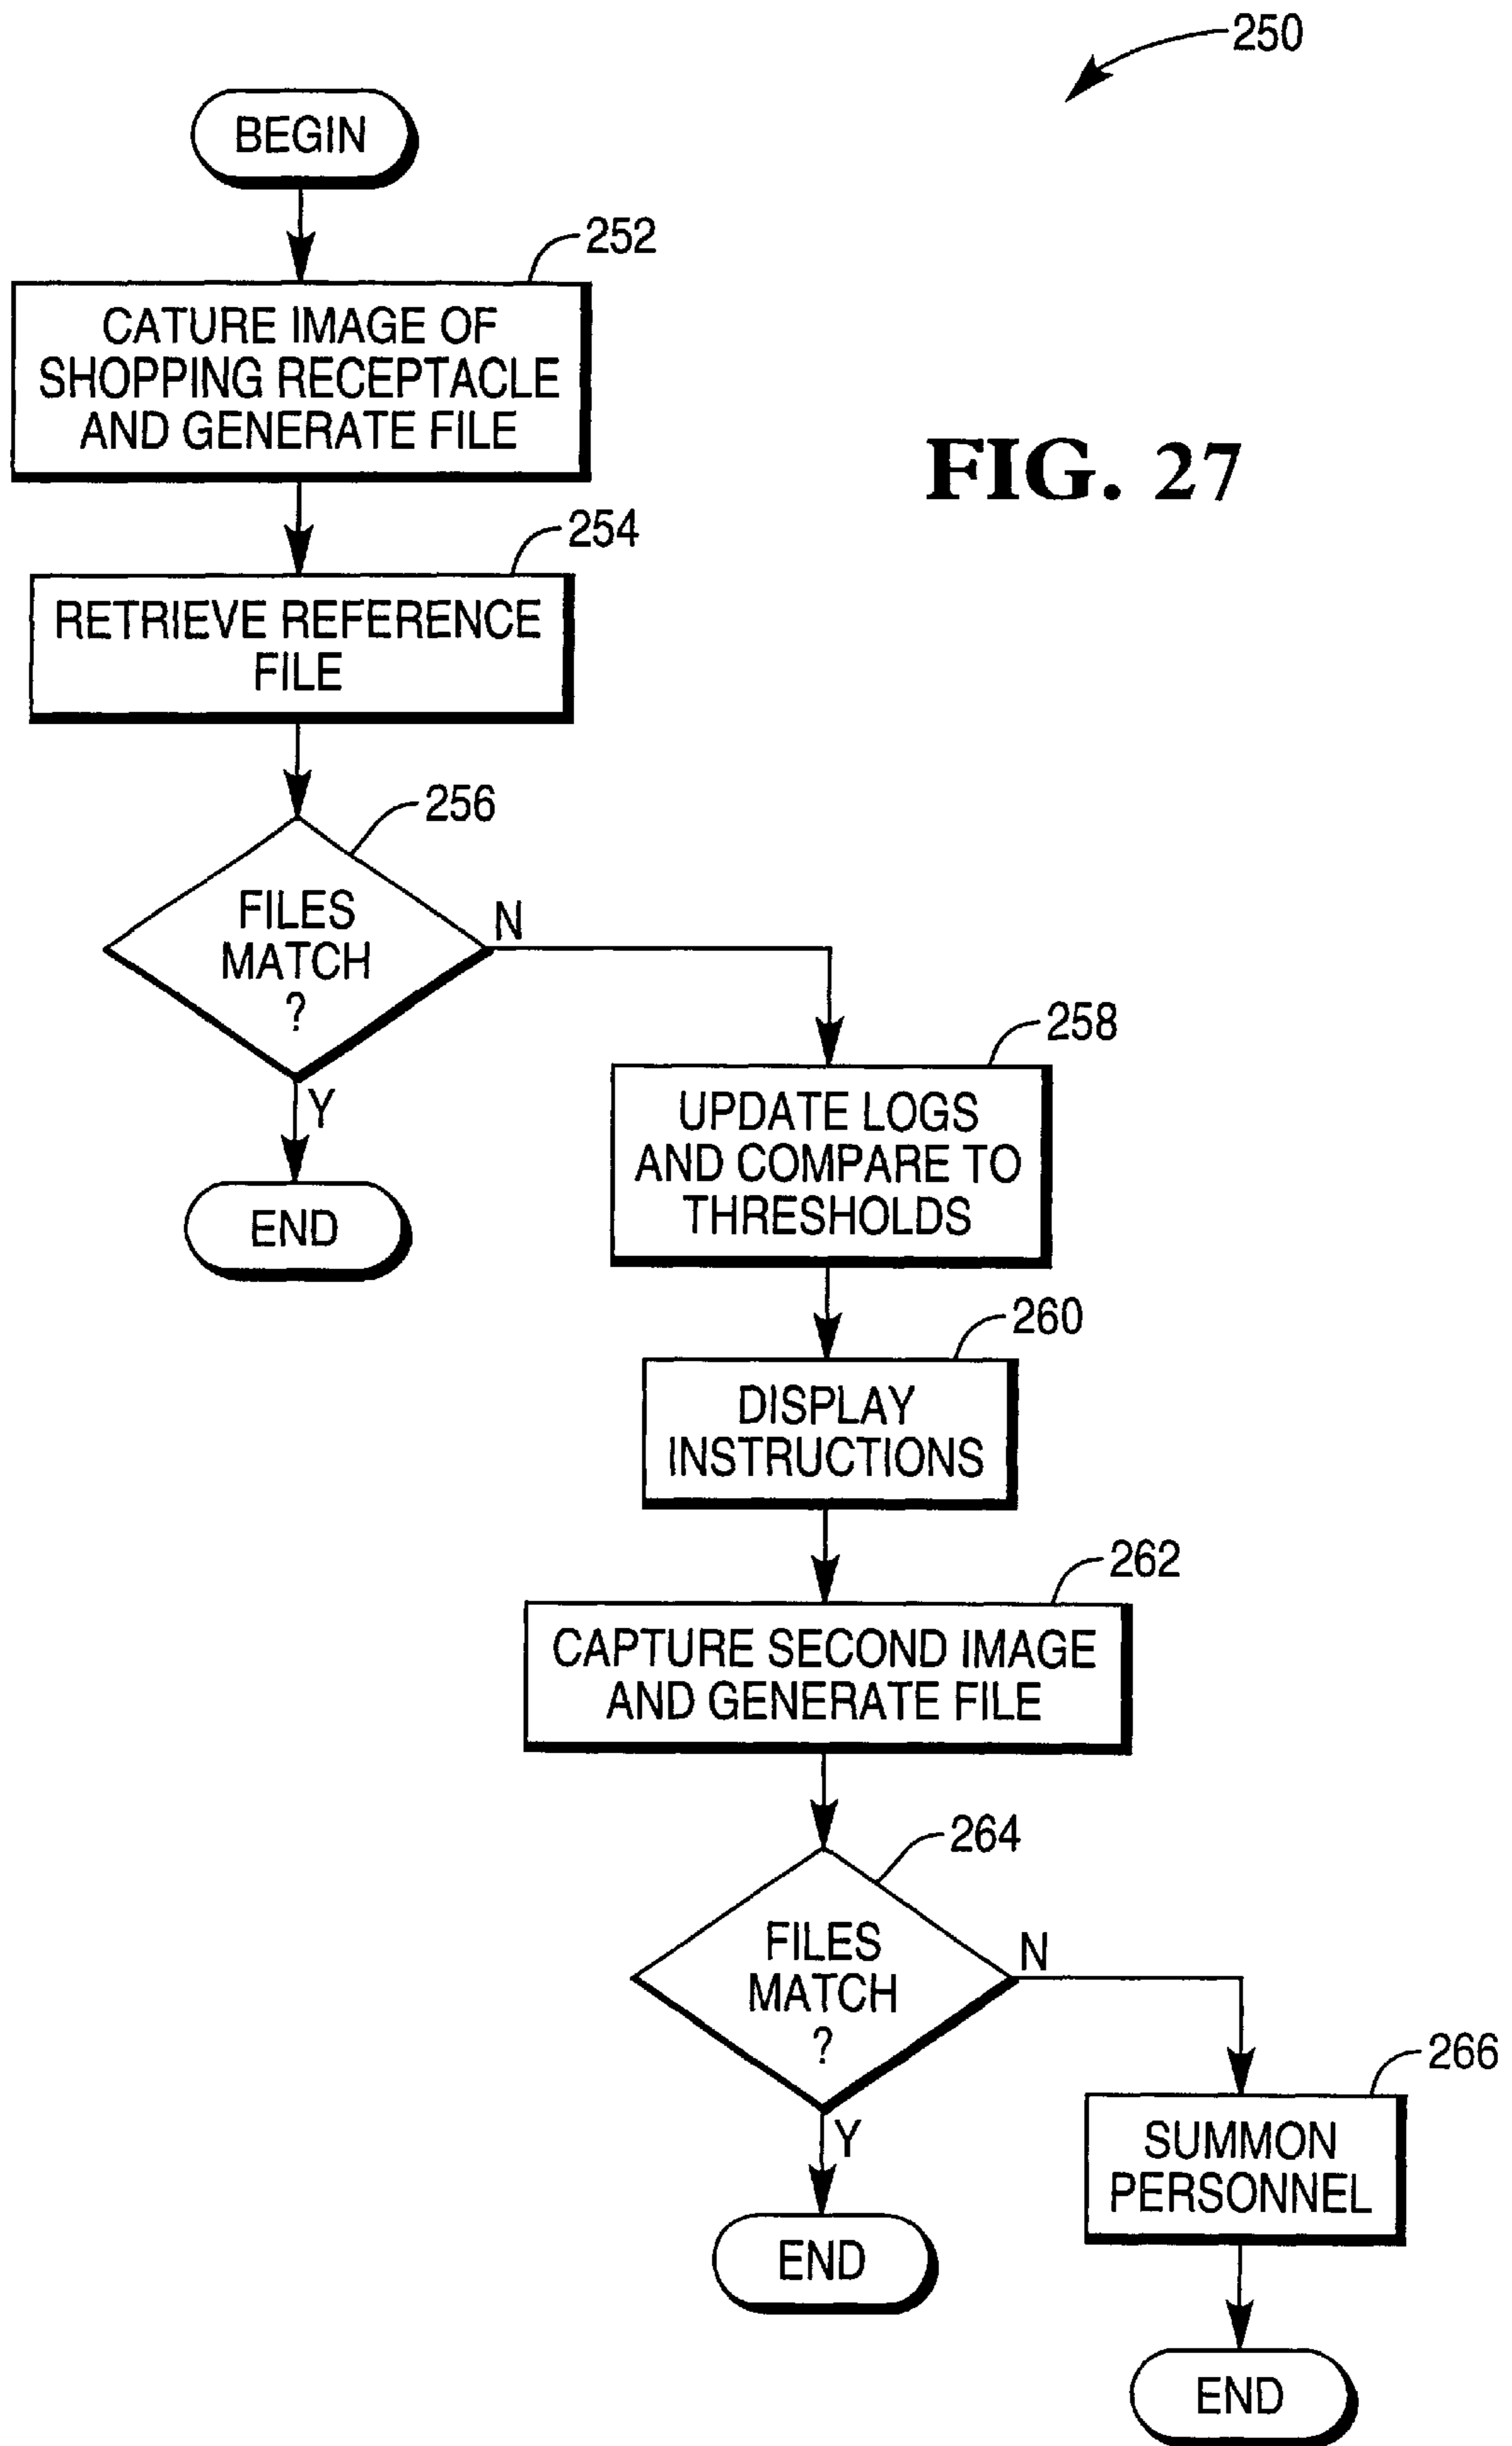 250
BEGIN
252
CATURE IMAGE OF
SHOPPING RECEPTACLE
AND GENERATE FILE
FIG. 27
254
RETRIEVE REFERENCE
FILE
256
FILES
MATCH
?
N
Y
END
258
UPDATE LOGS
AND COMPARE TO
THRESHOLDS
260
DISPLAY
INSTRUCTIONS
262
CAPTURE SECOND IMAGE
AND GENERATE FILE
264
FILES
MATCH
?
N
Y
END
266
SUMMON
PERSONNEL
END